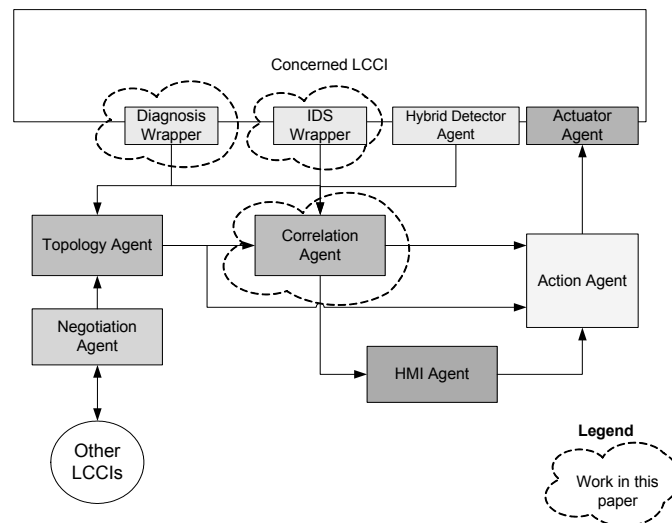 Concerned LCCI
Diagnosis
Wrapper
IDS
Wrapper
Hybrid Detector
Agent
Actuator
Agent
Topology Agent
Correlation
Agent
Action Agent
Negotiation
Agent
HMI Agent
Other
LCCIs
Legend
Work in this
paper